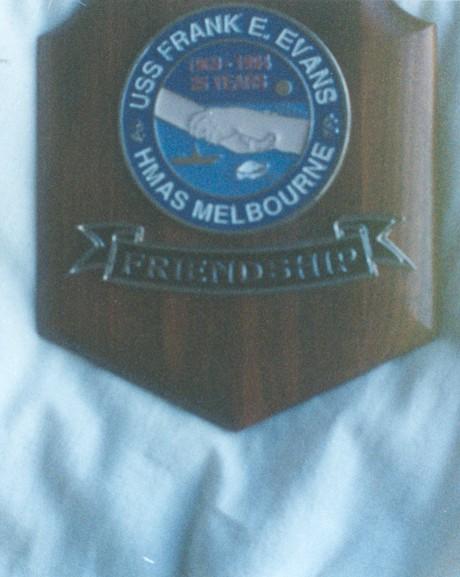 USS FRANK E. EVANS
1969 - 1994
25 YEARS
HMAS MELBOURNE
FRIENDSHIP